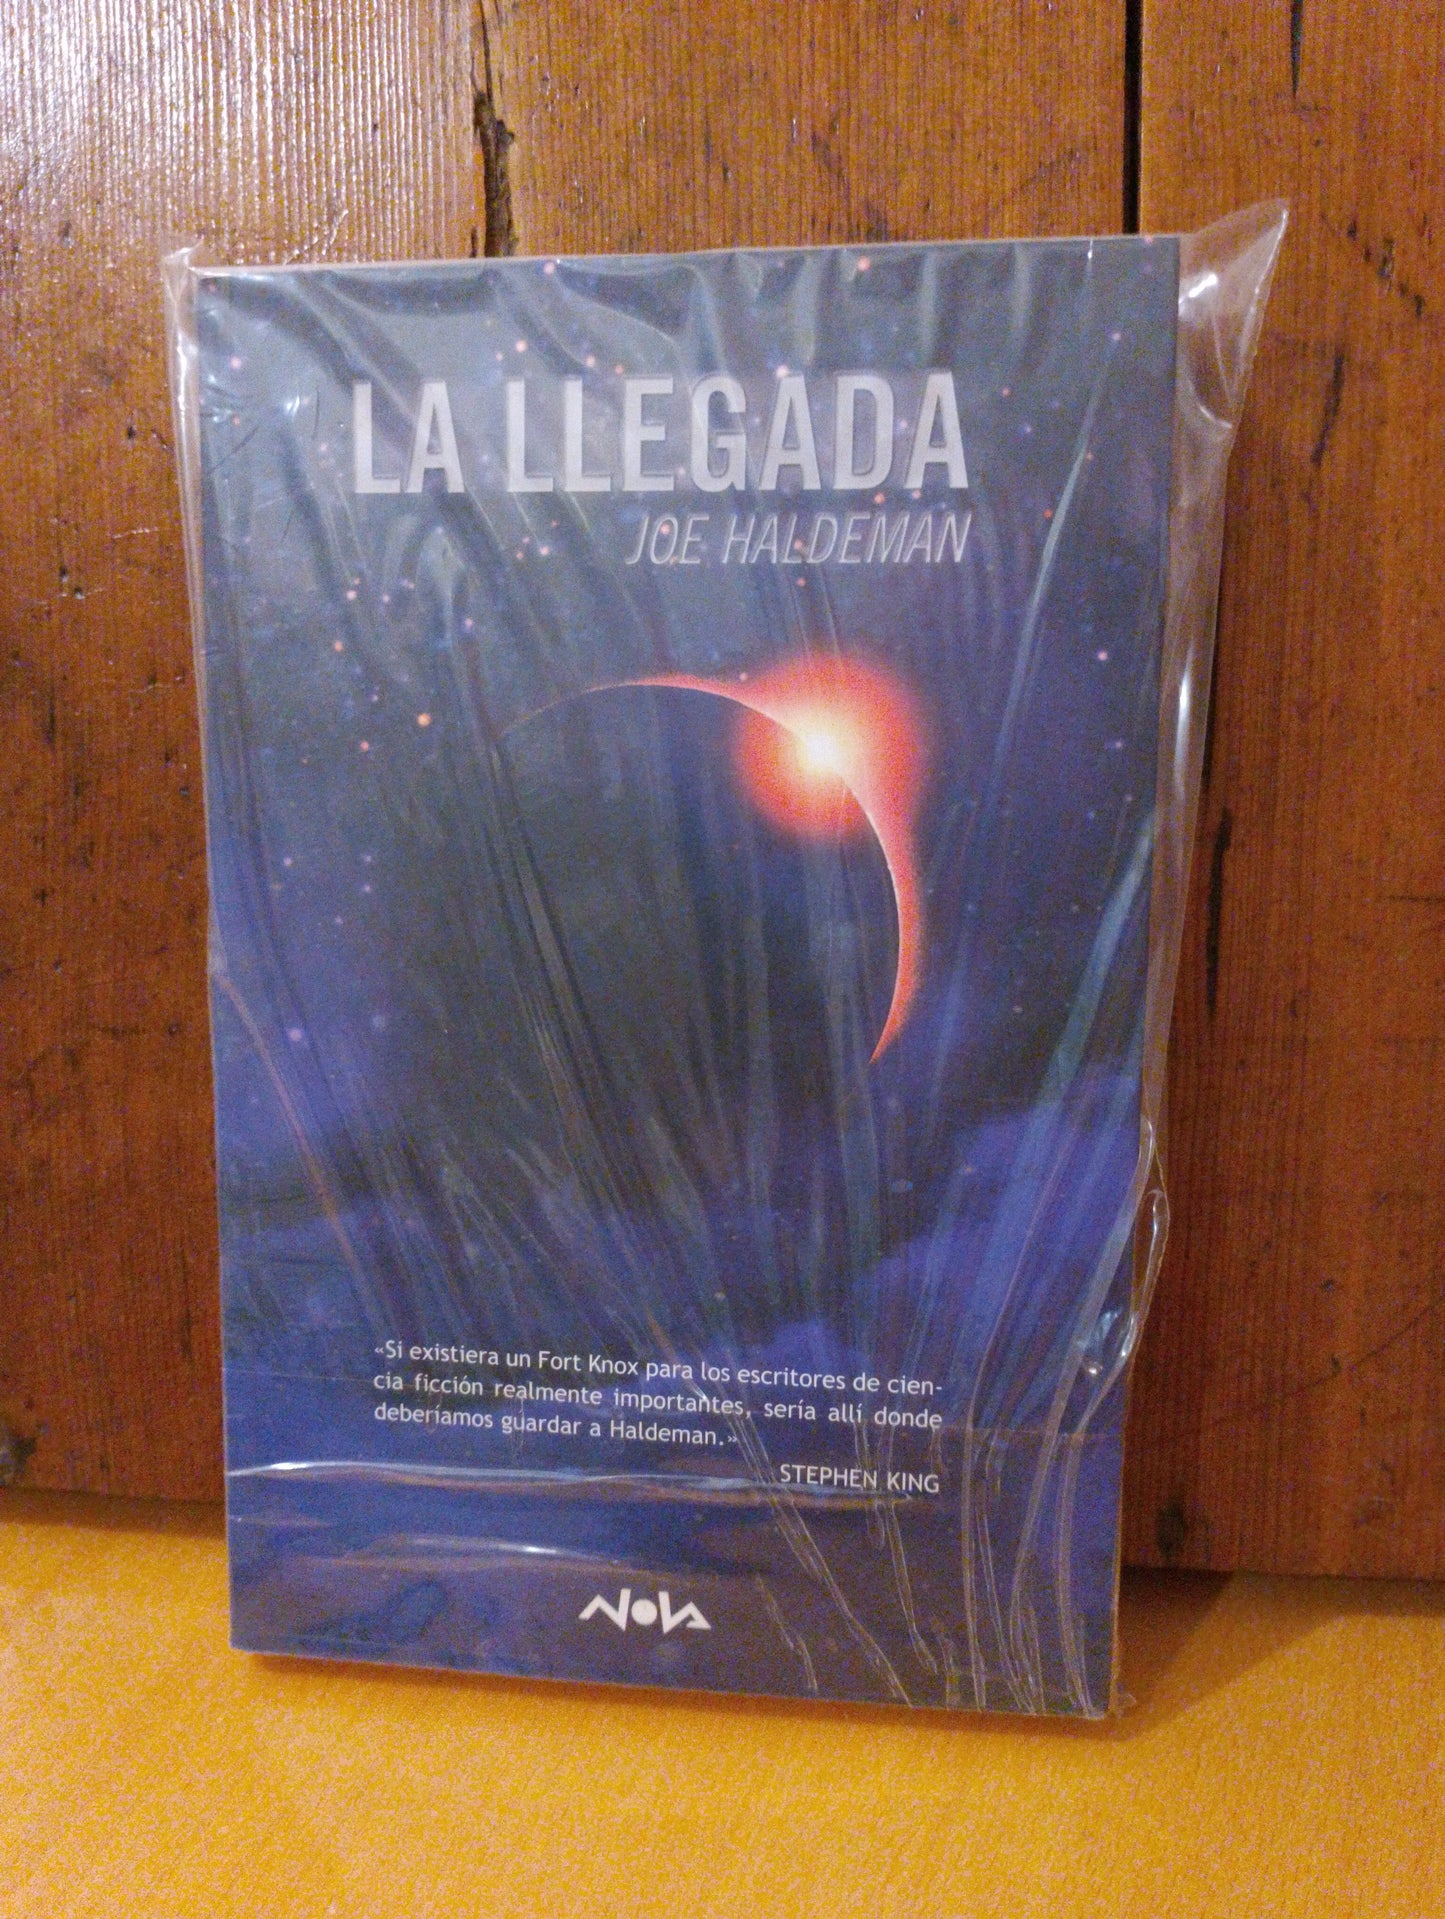 LA LLEGADA
JOE HALDEMAN
«Si existiera un Fort Knox para los escritores de cien-
cia ficción realmente importantes, sería allí donde
deberíamos guardar a Haldeman.»
STEPHEN KING
NOVA